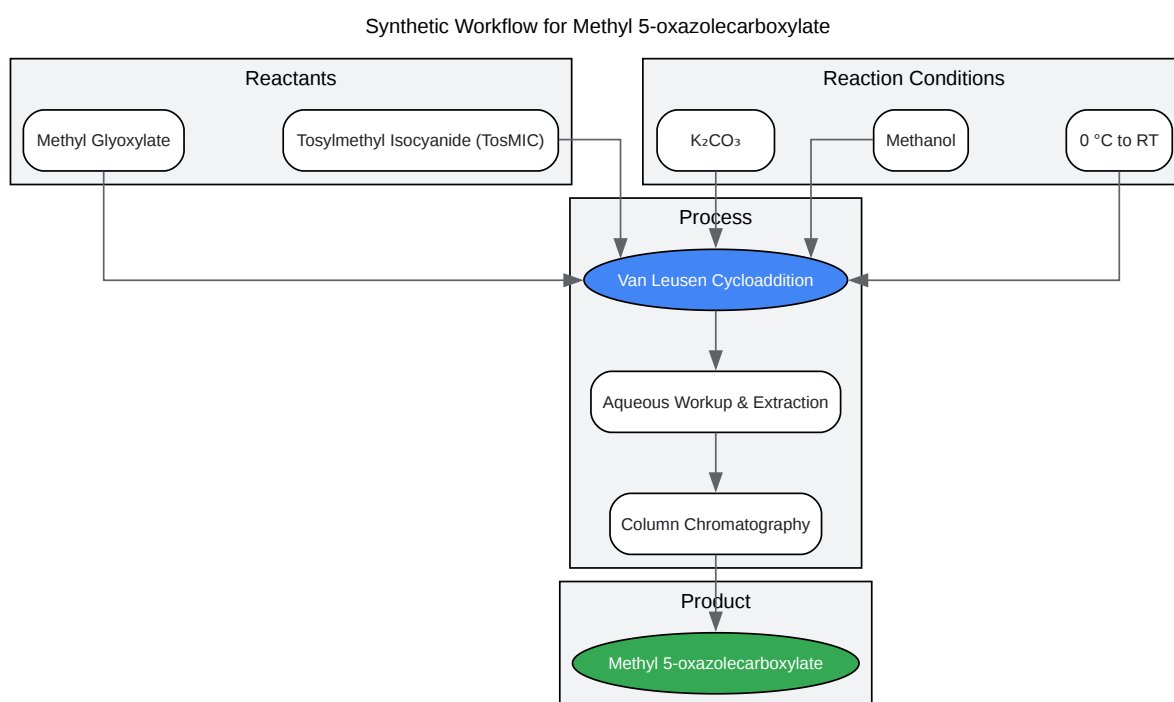 Synthetic Workflow for Methyl 5-oxazolecarboxylate
Reactants
Methyl Glyoxylate
Tosylmethyl Isocyanide (TosMIC)
Reaction Conditions
K₂CO₃
Methanol
0 °C to RT
Process
Van Leusen Cycloaddition
Aqueous Workup & Extraction
Column Chromatography
Product
Methyl 5-oxazolecarboxylate